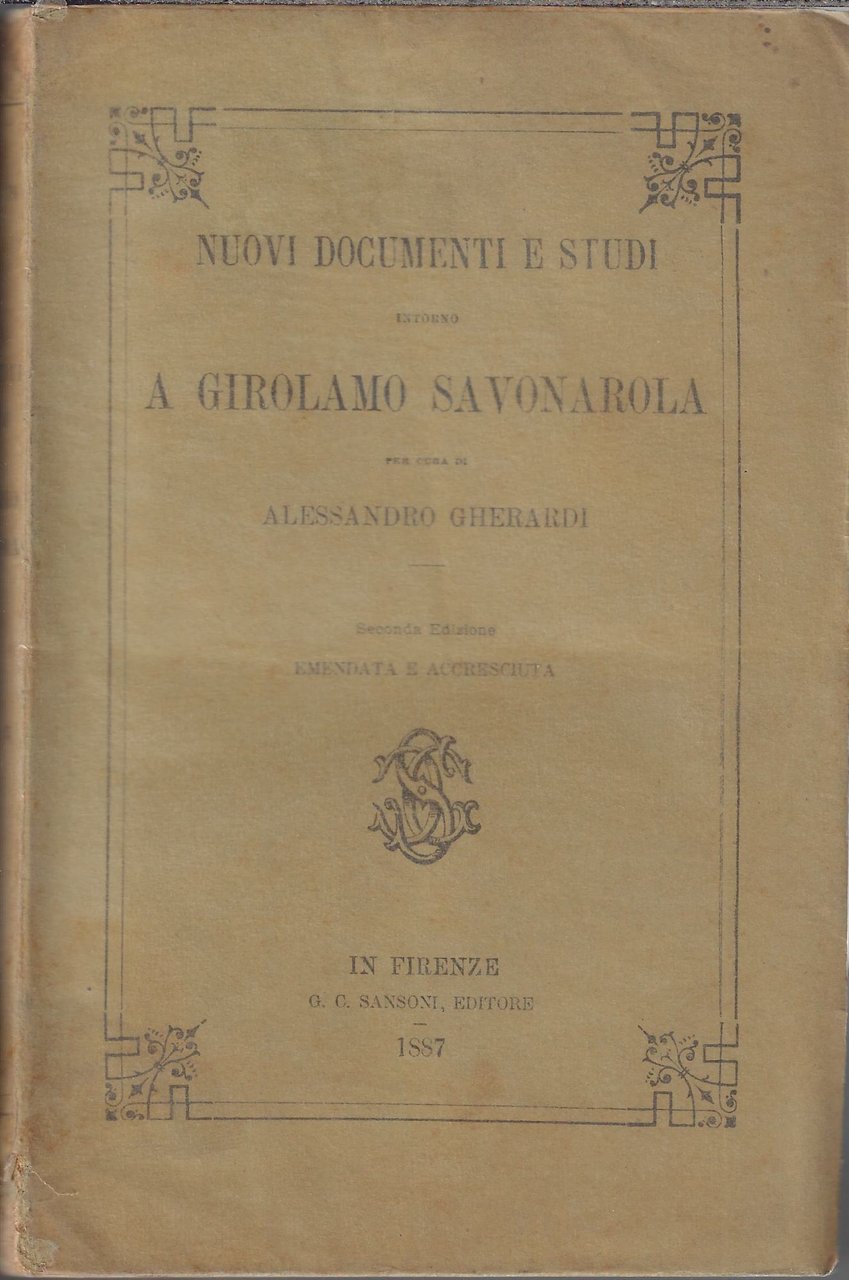 NUOVI DOCUMENTI E STUDI
INTORNO
A GIROLAMO SAVONAROLA
PER CURA DI
ALESSANDRO GHERARDI
Seconda Edizione
EMENDATA E ACCRESCIUTA
IN FIRENZE
G. C. SANSONI, EDITORE
1887